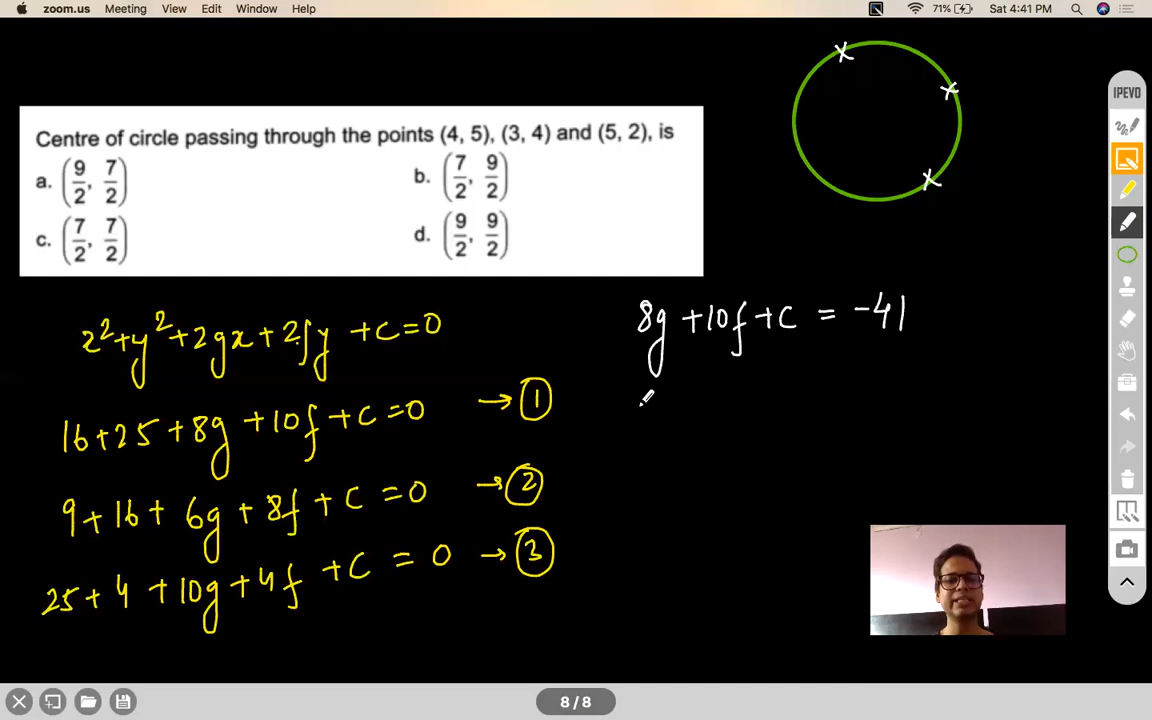 zoom.us Meeting View Edit Window Help 71% Sat 4:41 PM
IPEVO
Centre of circle passing through the points (4, 5), (3, 4) and (5, 2), is
a. (9/2, 7/2) b. (7/2, 9/2)
c. (7/2, 7/2) d. (9/2, 9/2)
x²+y²+2gx+2fy+c=0
16+25+8g+10f+c=0 → ①
9+16+6g+8f+c=0 → ②
25+4+10g+4f+c=0 → ③
8g+10f+c = -41
8 / 8